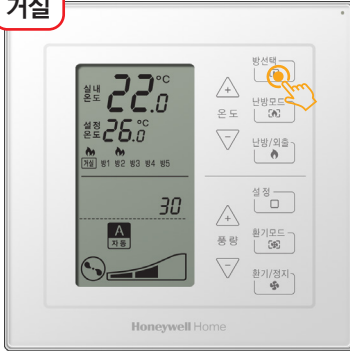 거실
방선택
실내
온도
22.0
°C
온도
난방모드
설정
온도
26.0
°C
난방/외출
거실 방1 방2 방3 방4 방5
설정
30
A
자동
풍량
환기모드
환기/정지
Honeywell Home